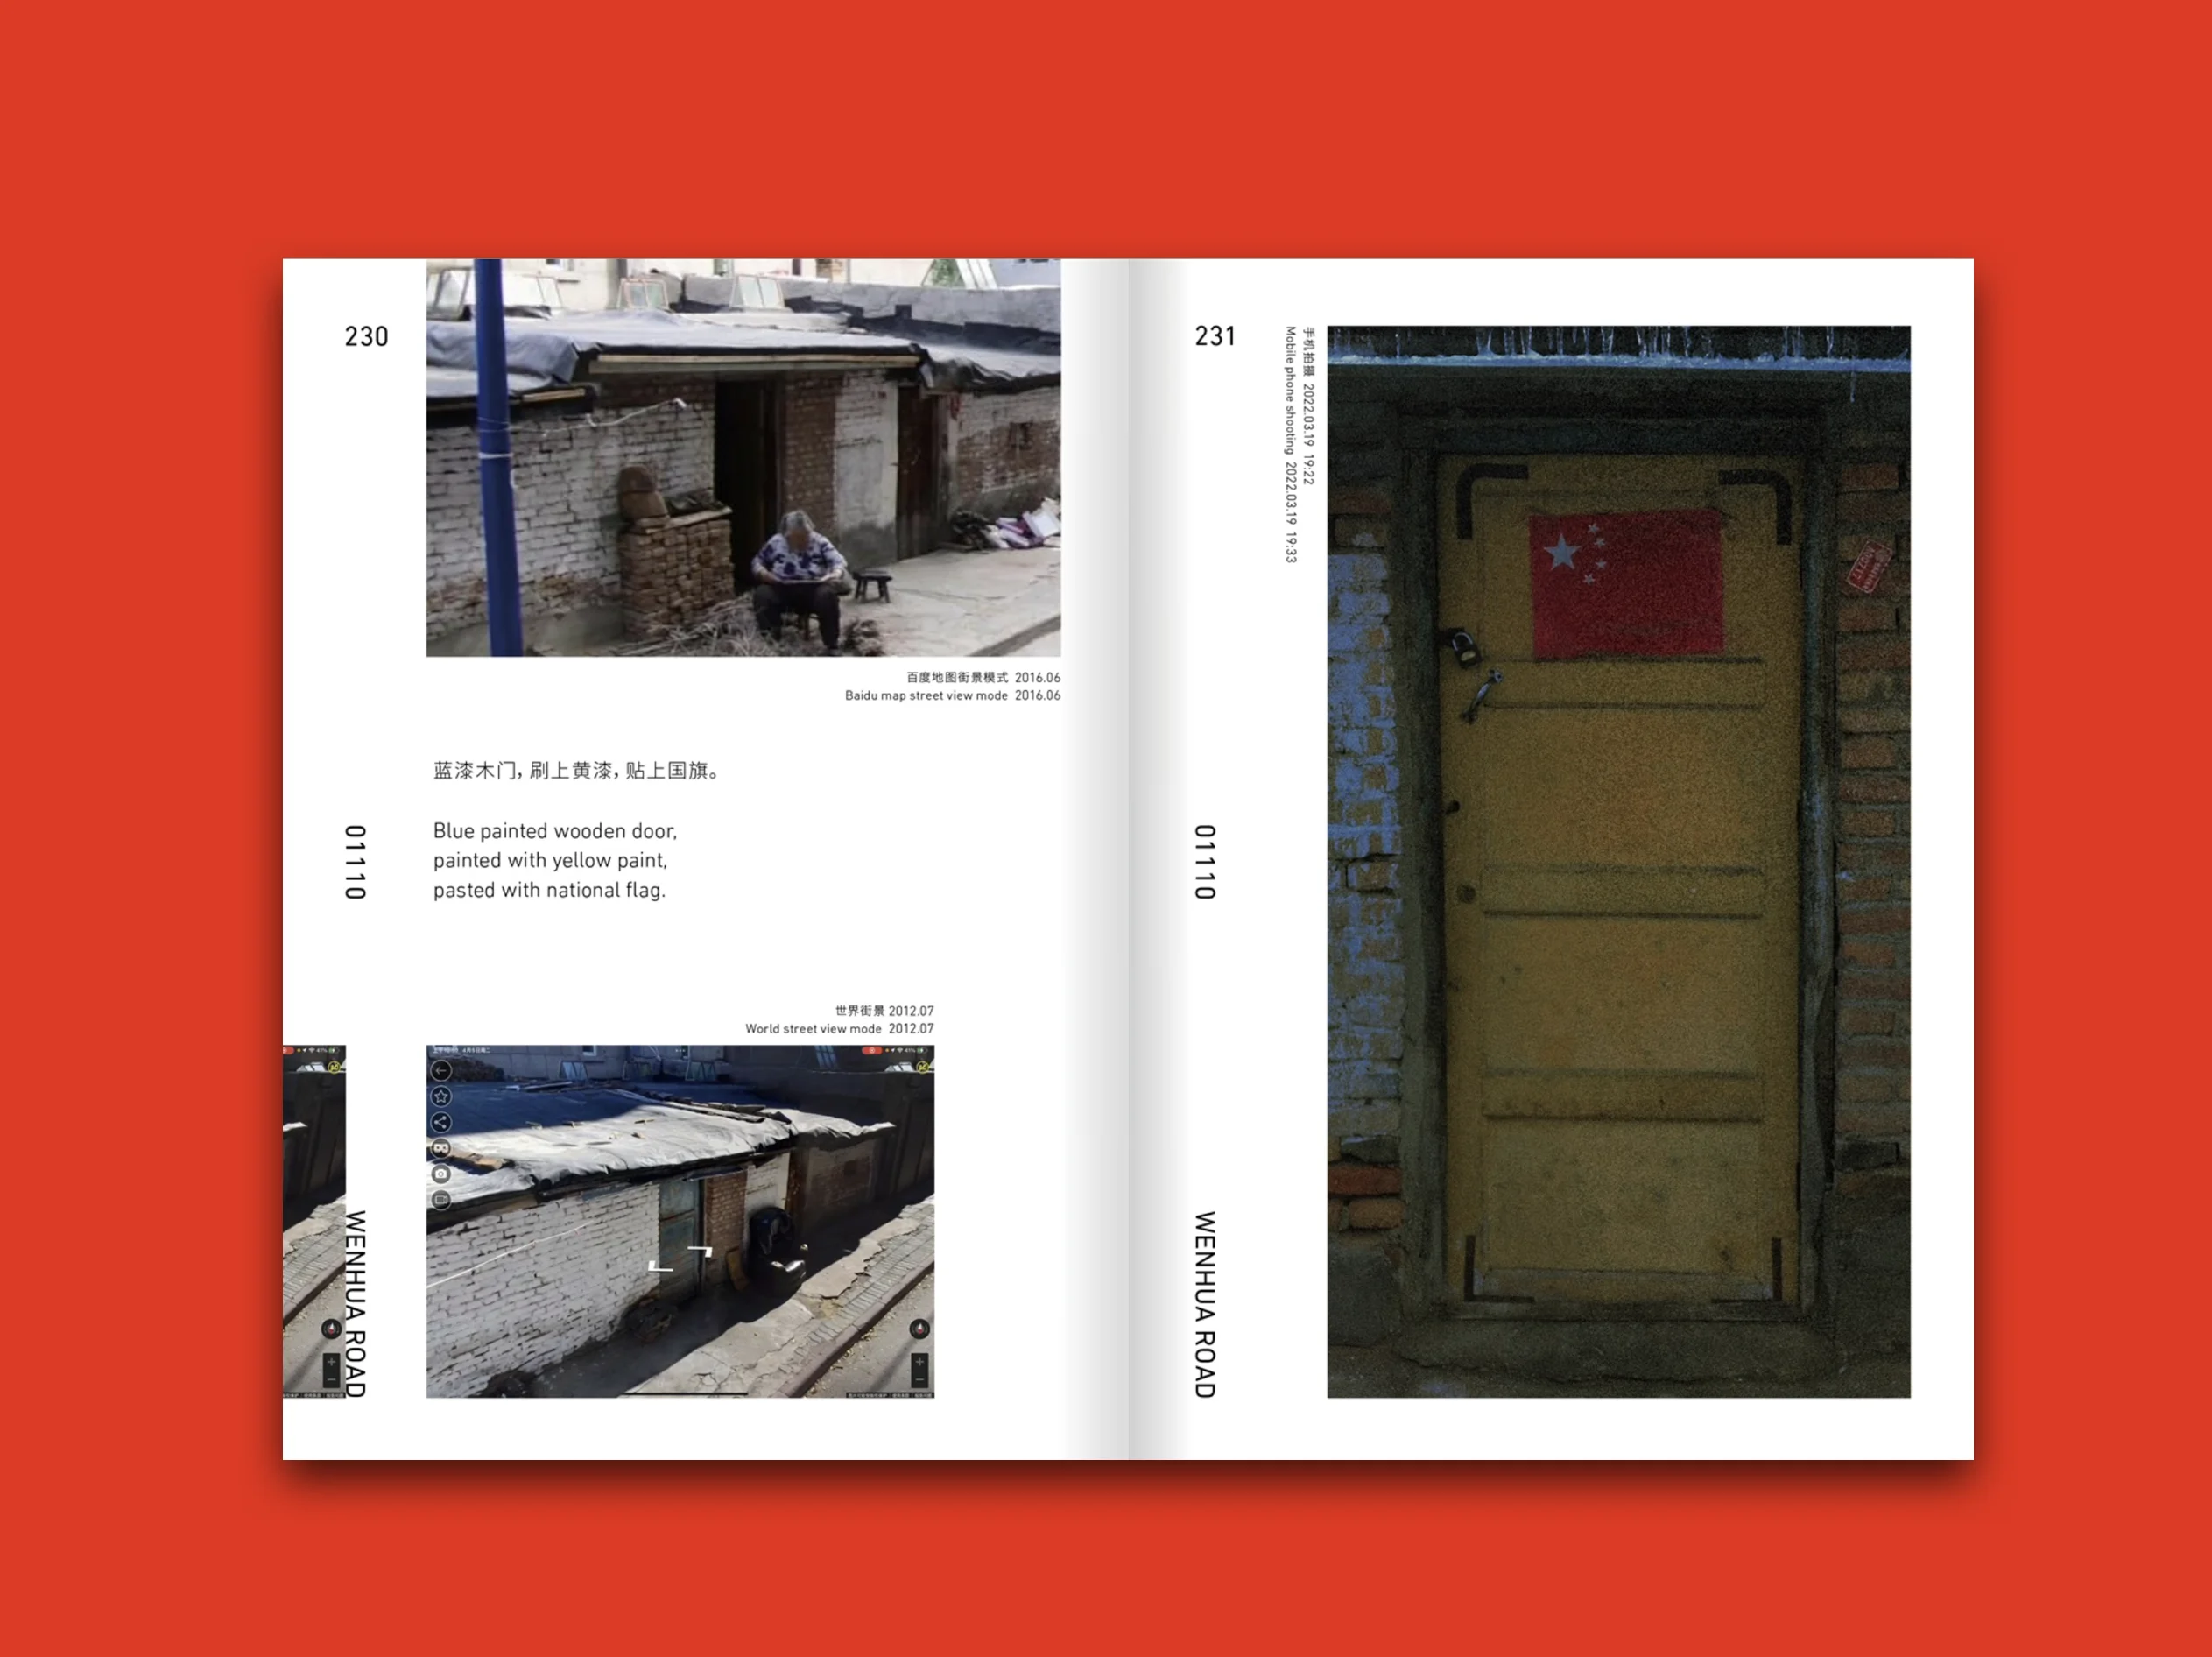 230
百度地图街景模式 2016.06
Baidu map street view mode 2016.06
蓝漆木门，刷上黄漆，贴上国旗。
Blue painted wooden door,
painted with yellow paint,
pasted with national flag.
01110
世界街景 2012.07
World street view mode 2012.07
WENHUA ROAD
231
手机拍摄 2022.03.19 19:22
Mobile phone shooting 2022.03.19 19:33
01110
WENHUA ROAD